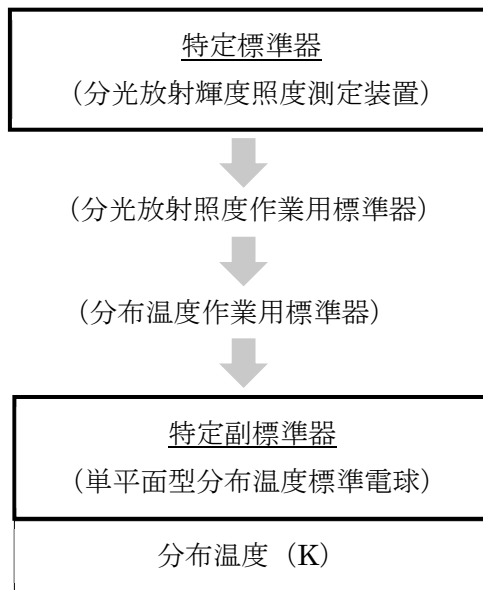 特定標準器
（分光放射輝度照度測定装置）
（分光放射照度作業用標準器）
（分布温度作業用標準器）
特定副標準器
（単平面型分布温度標準電球）
分布温度（K）